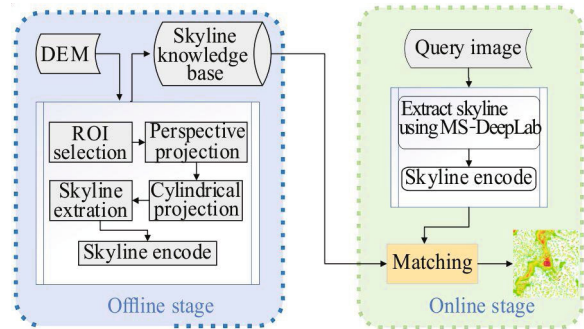 DEM
Skyline
knowledge
base
ROI
selection
Perspective
projection
Skyline
extration
Cylindrical
projection
Skyline encode
Offline stage
Query image
Extract skyline
using MS-DeepLab
Skyline encode
Matching
Online stage